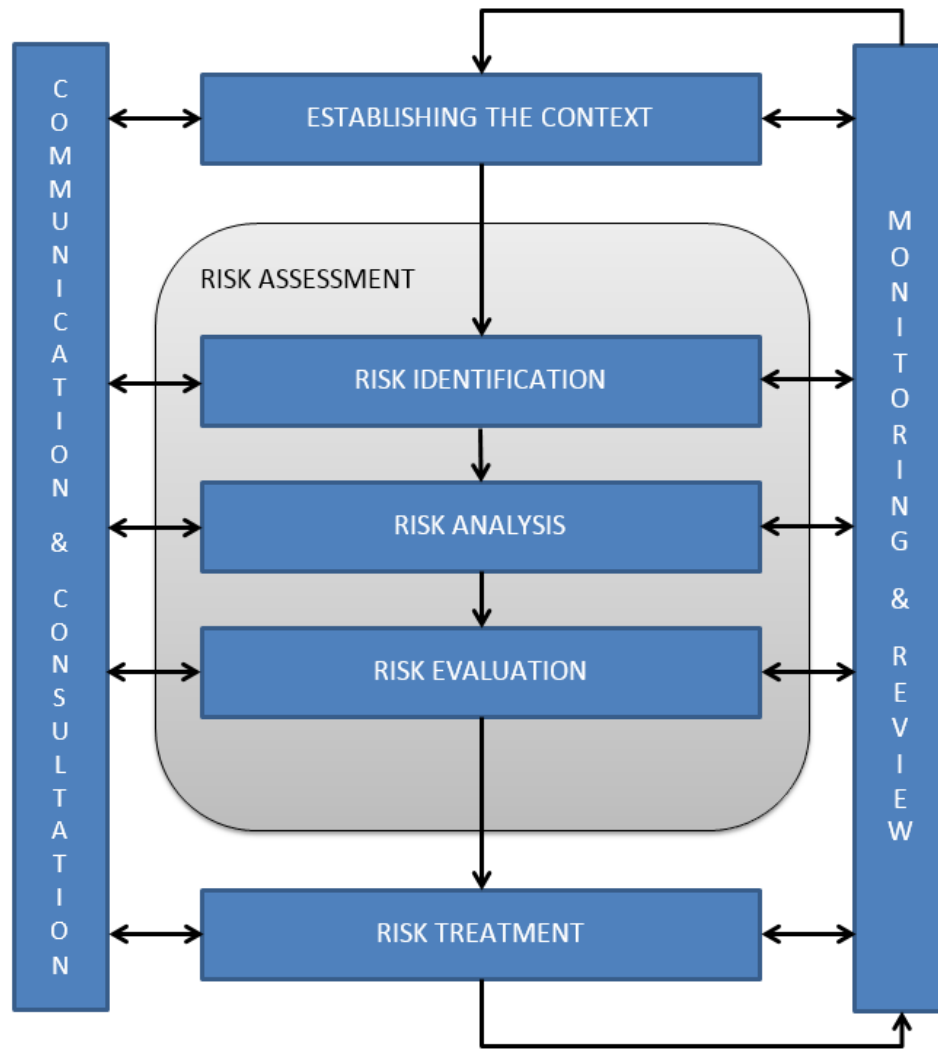 COMMUNICATION & CONSULTATION
ESTABLISHING THE CONTEXT
RISK ASSESSMENT
RISK IDENTIFICATION
RISK ANALYSIS
RISK EVALUATION
RISK TREATMENT
MONITORING & REVIEW